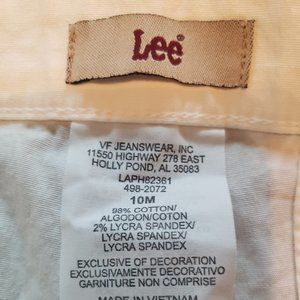 Lee®
VF JEANSWEAR, INC
11550 HIGHWAY 278 EAST
HOLLY POND, AL 35083
LAPH82361
498-2072
10M
98% COTTON/
ALGODON/COTON
2% LYCRA SPANDEX/
LYCRA SPANDEX/
LYCRA SPANDEX
EXCLUSIVE OF DECORATION
EXCLUSIVAMENTE DECORATIVO
GARNITURE NON COMPRISE
MADE IN VIETNAM